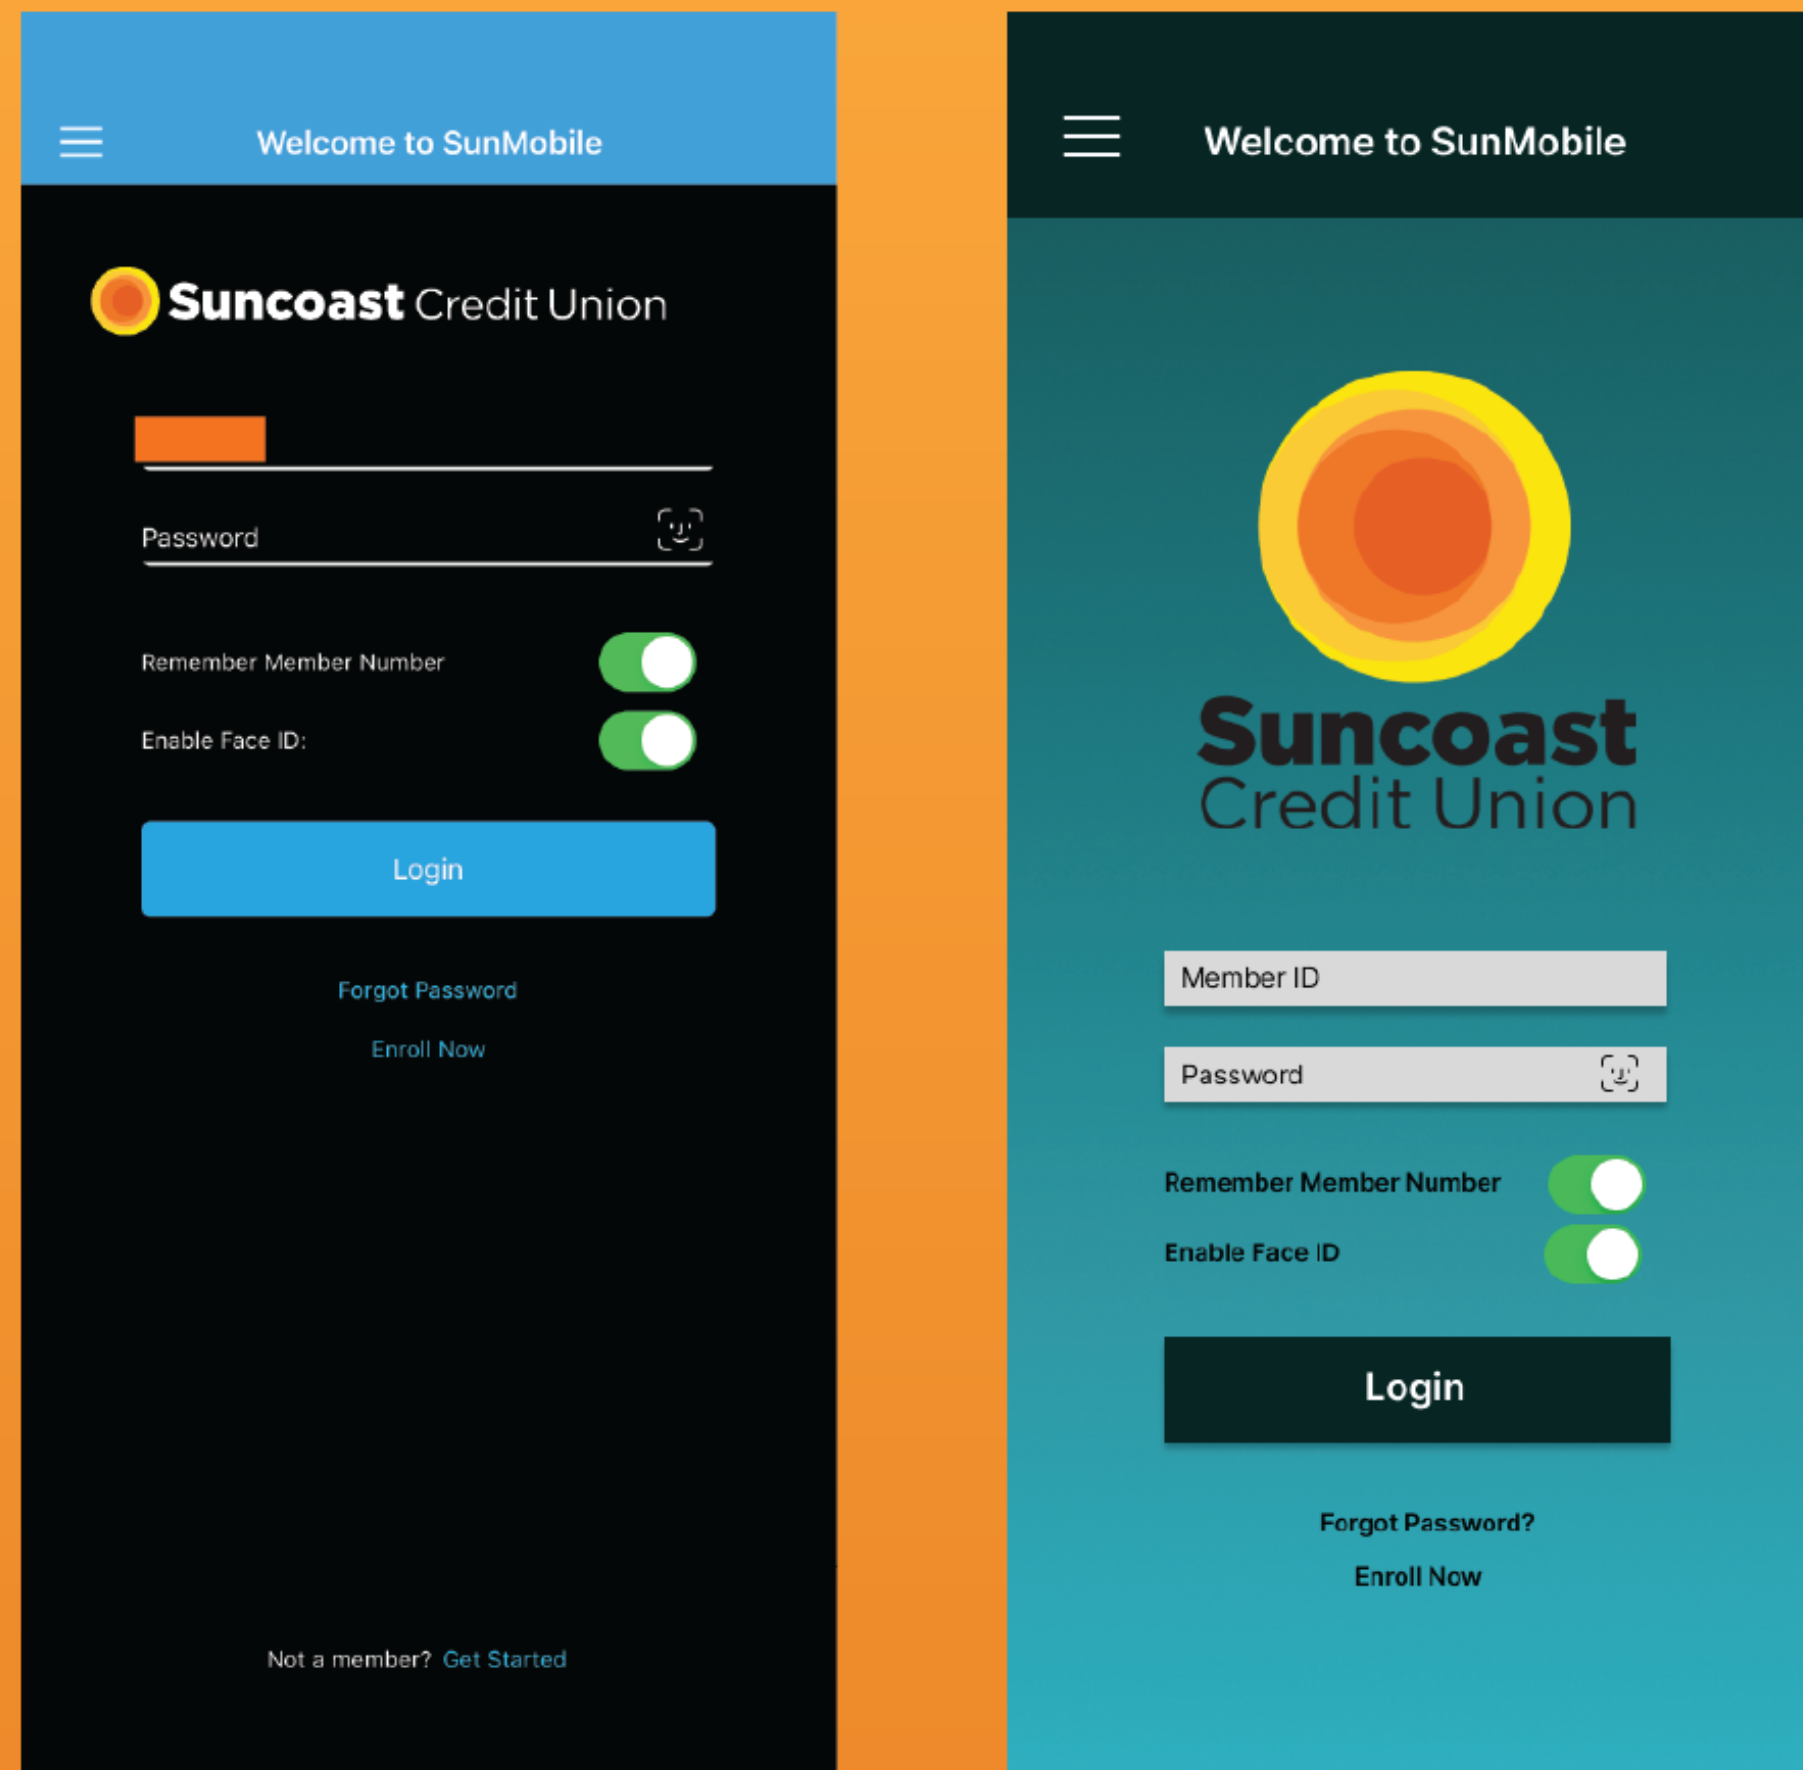 Welcome to SunMobile
Suncoast Credit Union
Password
Remember Member Number
Enable Face ID:
Login
Forgot Password
Enroll Now
Not a member? Get Started
Welcome to SunMobile
Suncoast
Credit Union
Member ID
Password
Remember Member Number
Enable Face ID
Login
Forgot Password?
Enroll Now